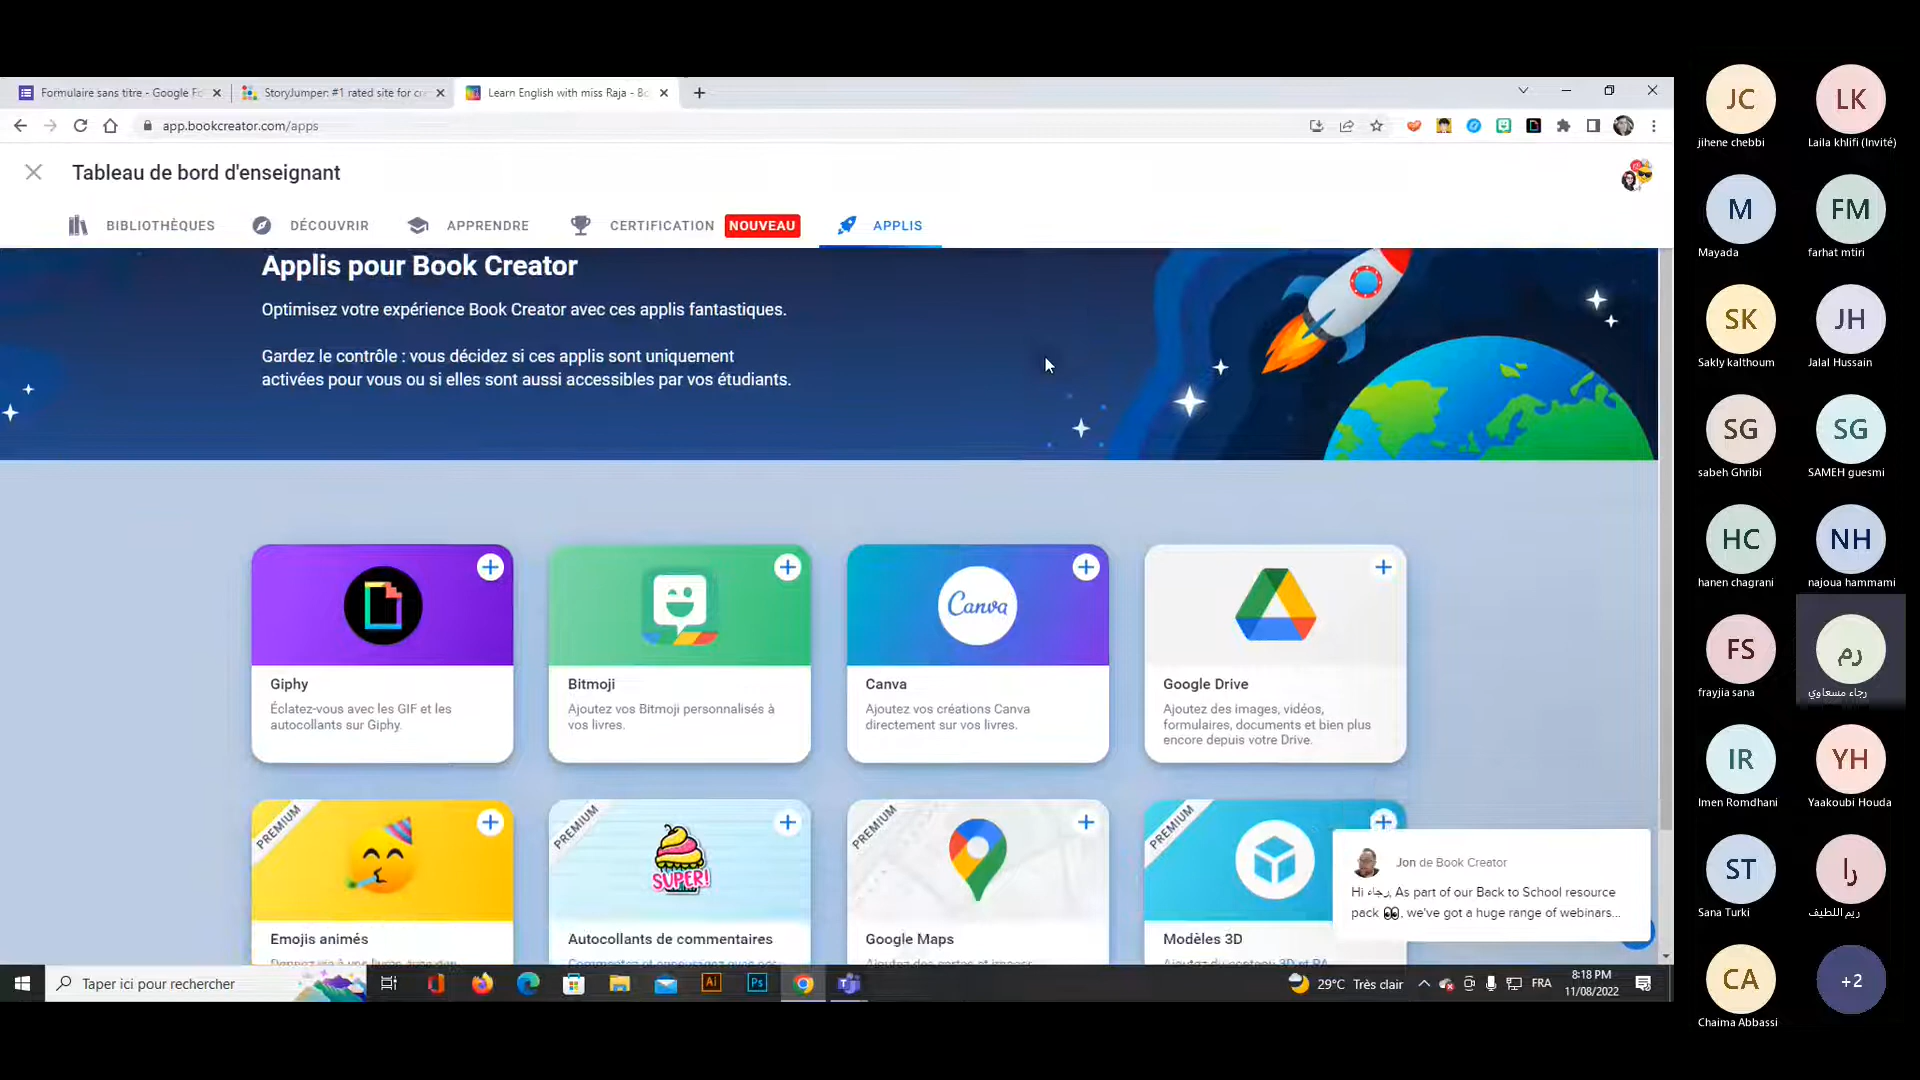 Formulaire sans titre - Google Fo
StoryJumper: #1 rated site for cr
Learn English with miss Raja - Bo
app.bookcreator.com/apps
Tableau de bord d'enseignant
BIBLIOTHÈQUES
DÉCOUVRIR
APPRENDRE
CERTIFICATION NOUVEAU
APPLIS
Applis pour Book Creator
Optimisez votre expérience Book Creator avec ces applis fantastiques.
Gardez le contrôle : vous décidez si ces applis sont uniquement
activées pour vous ou si elles sont aussi accessibles par vos étudiants.
Giphy
Éclatez-vous avec les GIF et les
autocollants sur Giphy.
Bitmoji
Ajoutez vos Bitmoji personnalisés à
vos livres.
Canva
Canva
Ajoutez vos créations Canva
directement sur vos livres.
Google Drive
Ajoutez des images, vidéos,
formulaires, documents et bien plus
encore depuis votre Drive.
PREMIUM
Emojis animés
PREMIUM
SUPER!
Autocollants de commentaires
PREMIUM
Google Maps
PREMIUM
Modèles 3D
Jon de Book Creator
Hi رجاء, As part of our Back to School resource
pack 👀, we've got a huge range of webinars...
Taper ici pour rechercher
Ai
Ps
29°C Très clair
FRA
8:18 PM
11/08/2022
JC
jihene chebbi
LK
Laila khlifi (Invité)
M
Mayada
FM
farhat mtiri
SK
Sakly kalthoum
JH
Jalal Hussain
SG
sabeh Ghribi
SG
SAMEH guesmi
HC
hanen chagrani
NH
najoua hammami
FS
frayjia sana
رم
رجاء مسعاوي
IR
Imen Romdhani
YH
Yaakoubi Houda
ST
Sana Turki
را
ريم اللطيف
CA
Chaima Abbassi
+2